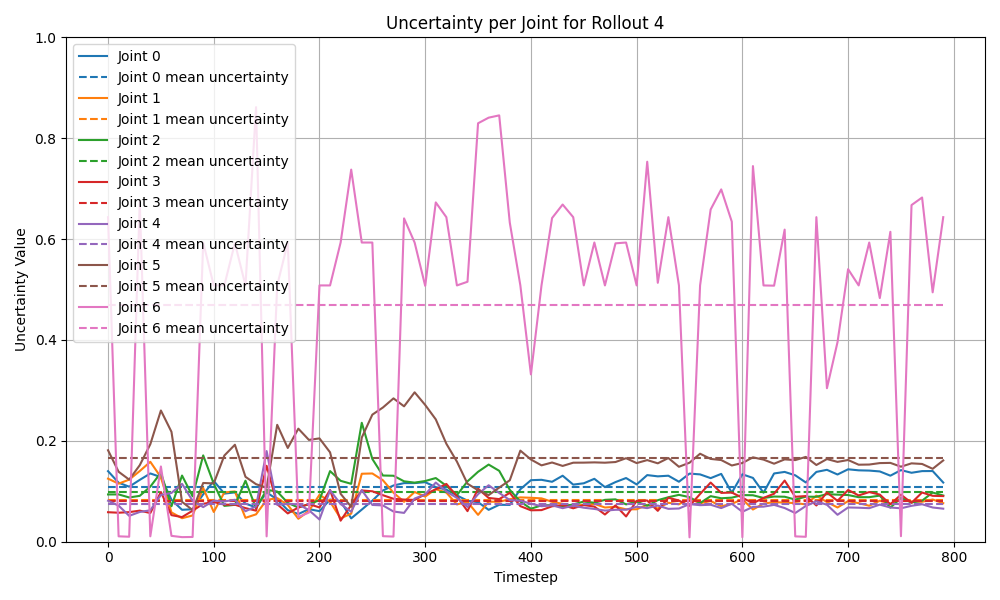 Uncertainty per Joint for Rollout 4
1.0
0.8
0.6
0.4
0.2
0.0
Uncertainty Value
Joint 0
Joint 0 mean uncertainty
Joint 1
Joint 1 mean uncertainty
Joint 2
Joint 2 mean uncertainty
Joint 3
Joint 3 mean uncertainty
Joint 4
Joint 4 mean uncertainty
Joint 5
Joint 5 mean uncertainty
Joint 6
Joint 6 mean uncertainty
0 100 200 300 400 500 600 700 800
Timestep